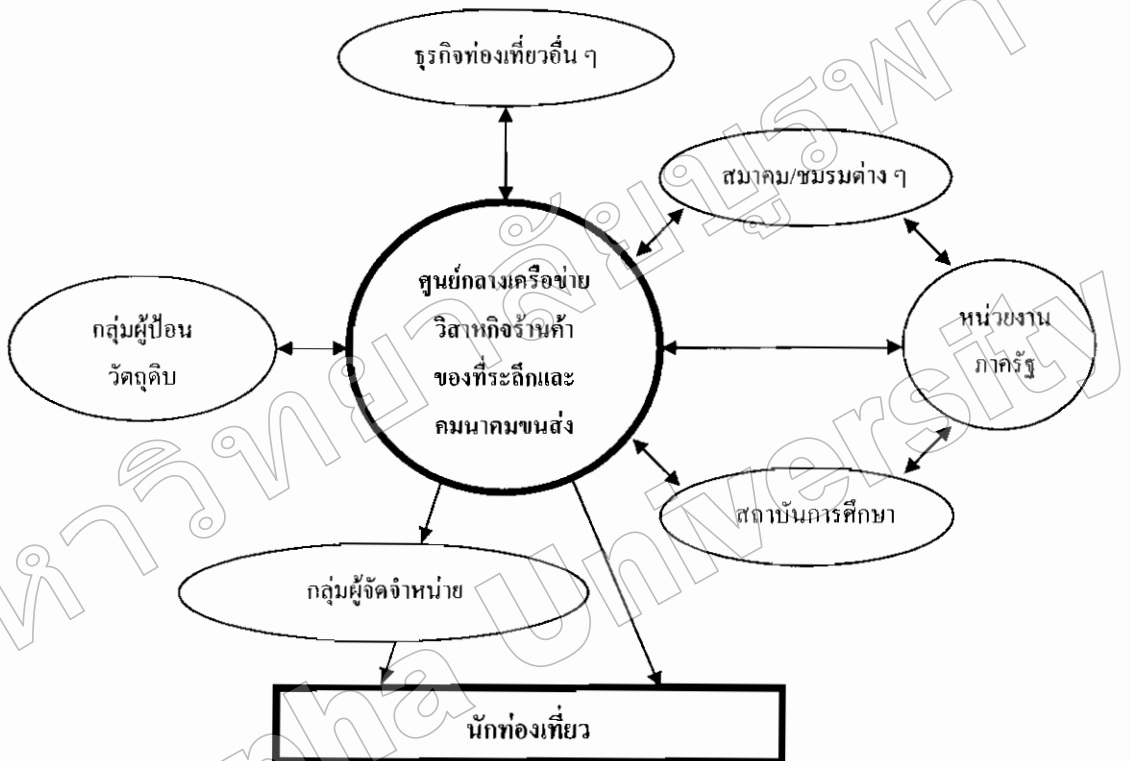 ธุรกิจท่องเที่ยวอื่น ๆ
สมาคม/ชมรมต่าง ๆ
ศูนย์กลางเครือข่าย
วิสาหกิจร้านค้า
ของที่ระลึกและ
คมนาคมขนส่ง
กลุ่มผู้ป้อน
วัตถุดิบ
หน่วยงาน
ภาครัฐ
สถาบันการศึกษา
กลุ่มผู้จัดจำหน่าย
นักท่องเที่ยว
University